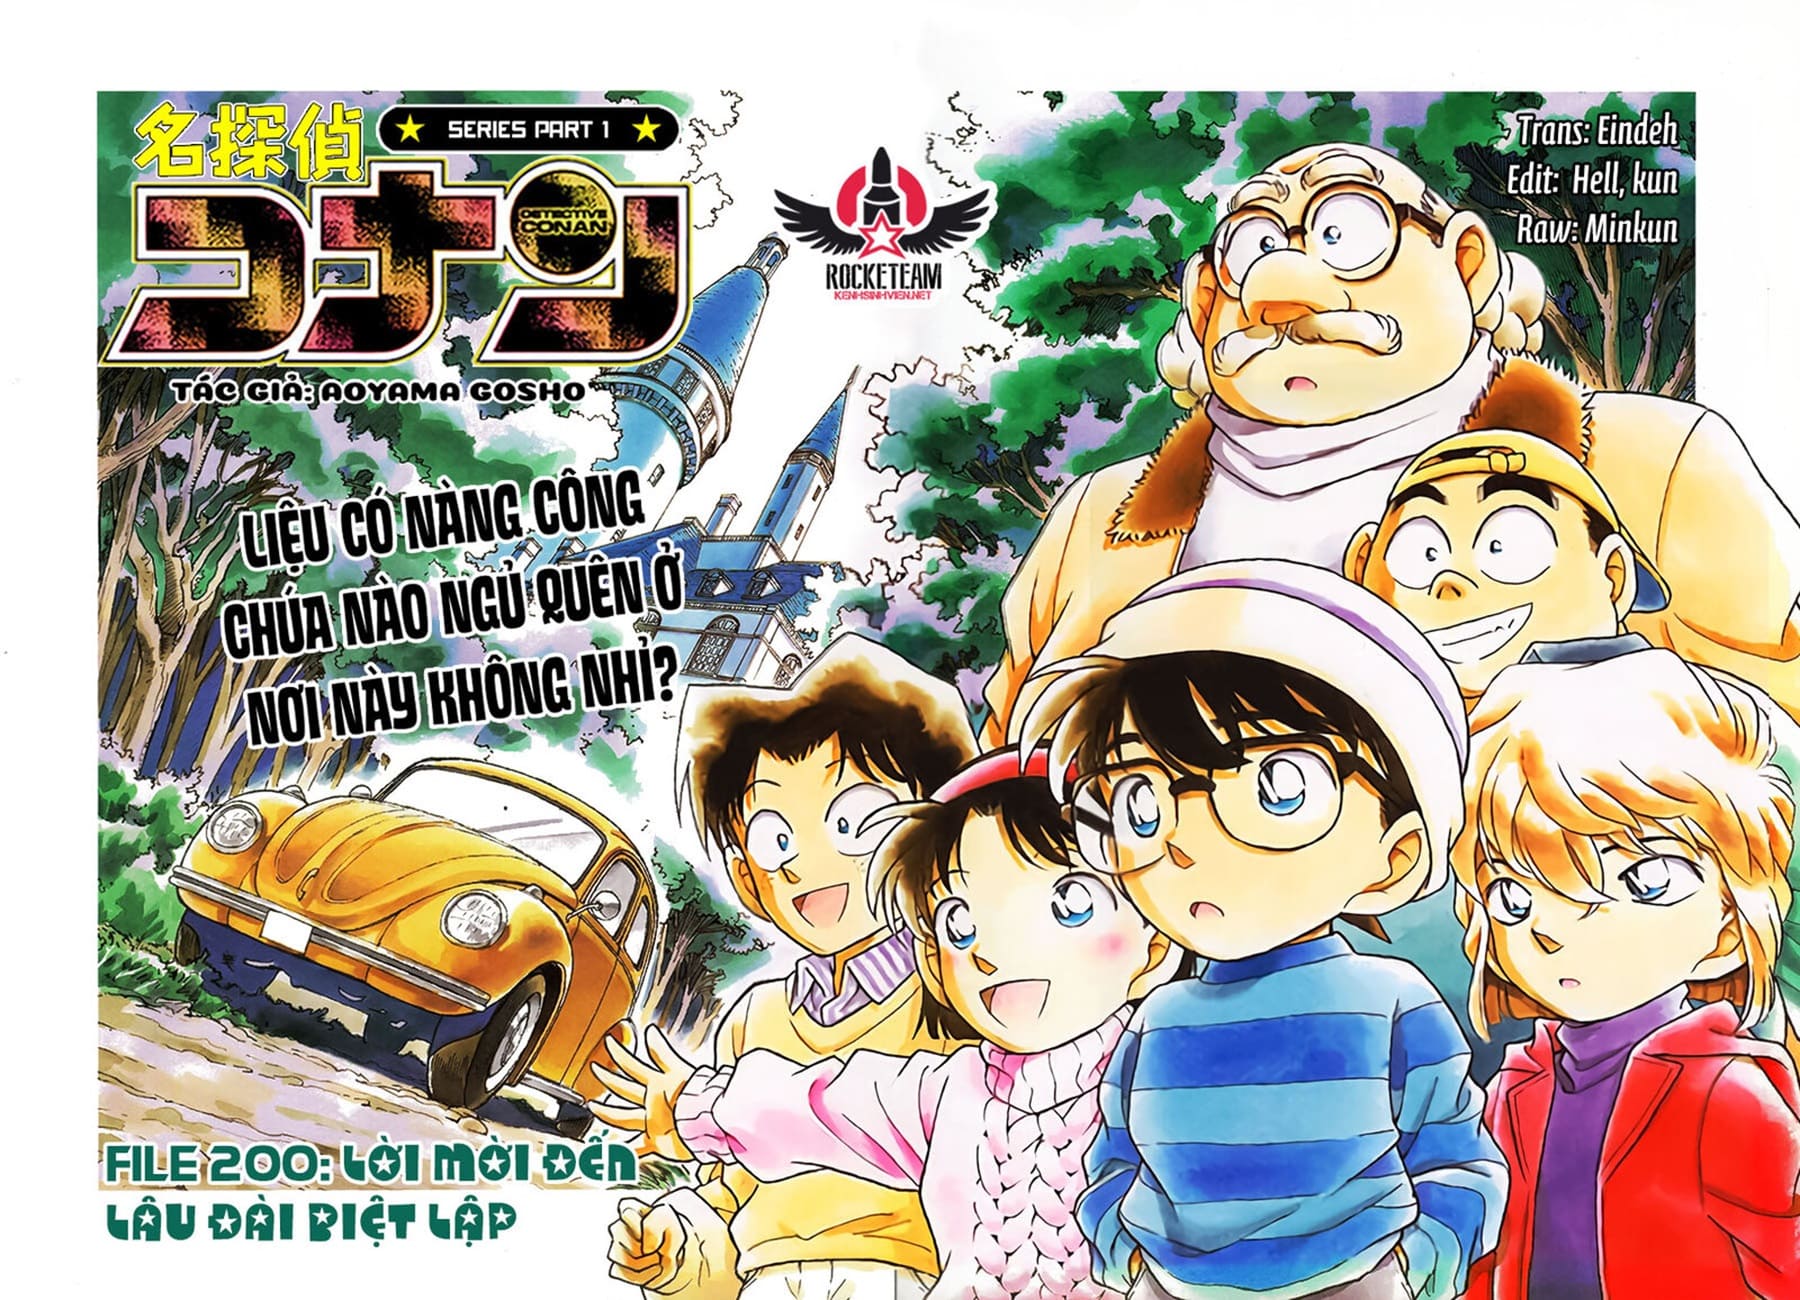 名探偵
SERIES PART 1
コナン
DETECTIVE
CONAN
TÁC GIẢ: AOYAMA GOSHO
ROCKETEAM
KENHSINHVIEN.NET
Trans: Eindeh
Edit: Hell, kun
Raw: Minkun
LIỆU CÓ NÀNG CÔNG
CHÚA NÀO NGỦ QUÊN Ở
NƠI NÀY KHÔNG NHỈ?
FILE 200: LỜI MỜI ĐẾN
LÂU ĐÀI BIỆT LẬP